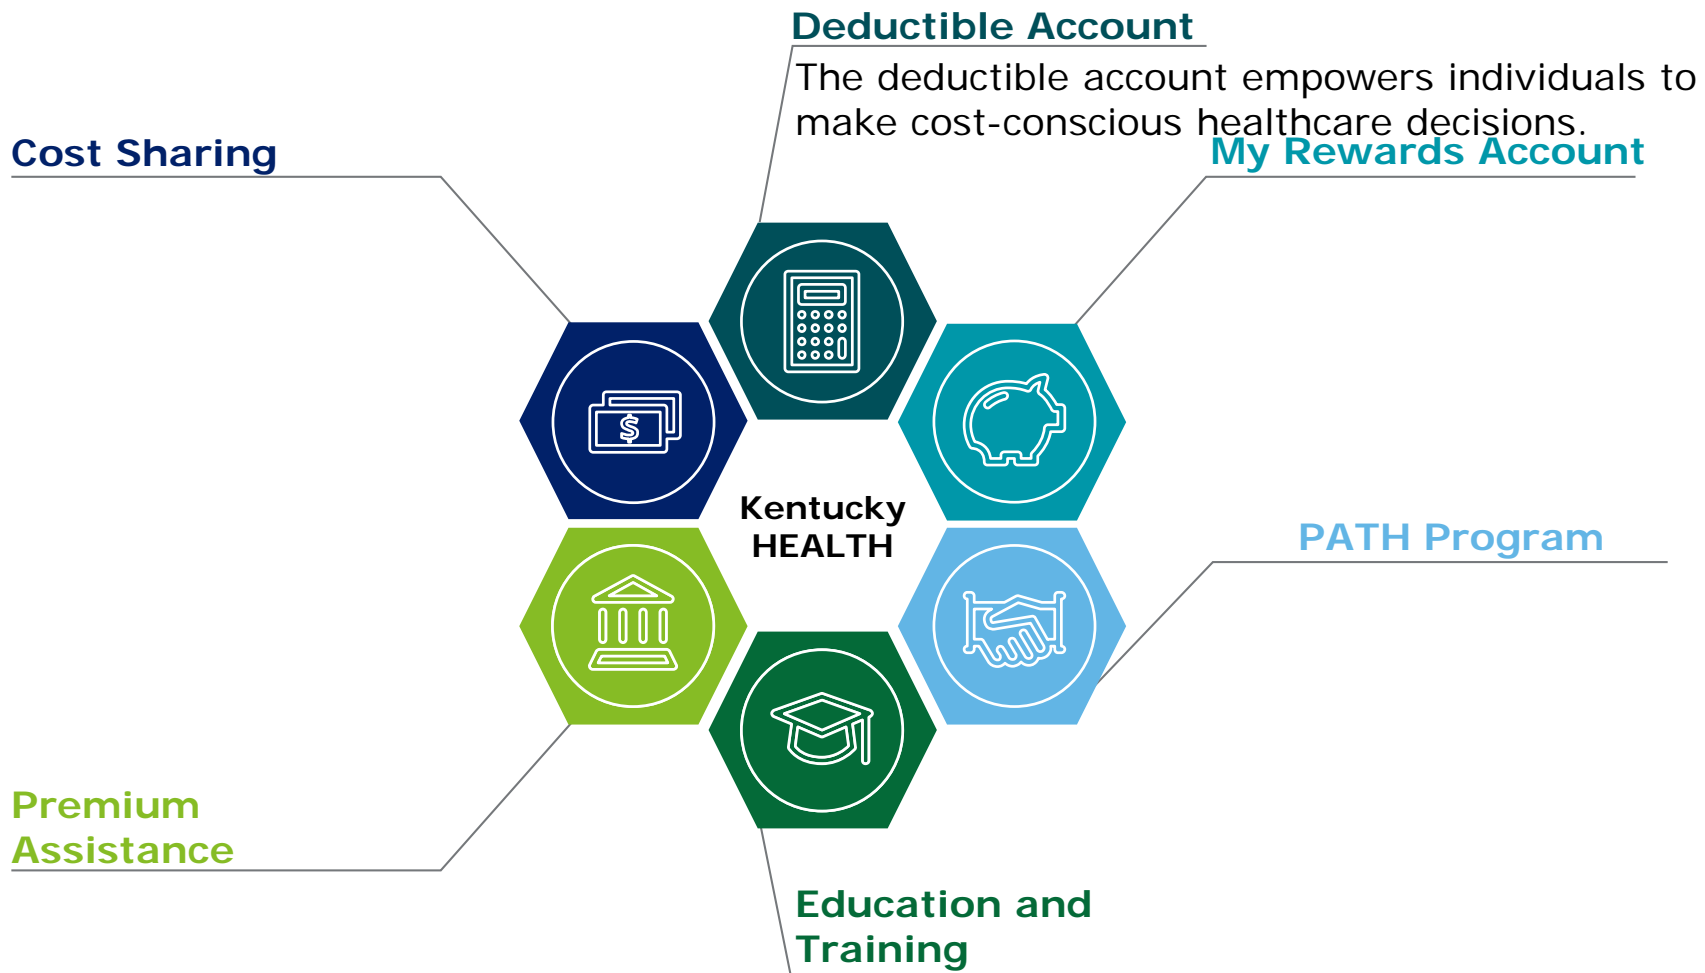 Deductible Account
The deductible account empowers individuals to
make cost-conscious healthcare decisions.
Cost Sharing
My Rewards Account
$
Kentucky
HEALTH
PATH Program
Premium
Assistance
Education and
Training